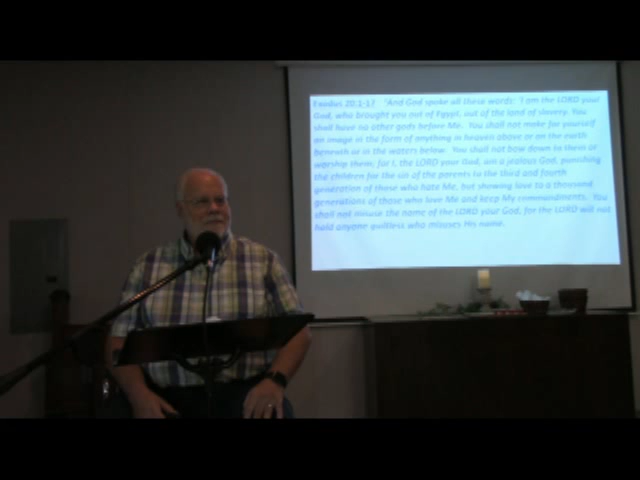 Exodus 20.1-17 "And God spoke all these words: 'I am the LORD your
God, who brought you out of Egypt, out of the land of slavery. You
shall have no other gods before Me. You shall not make for yourself
an image in the form of anything in heaven above or on the earth
beneath or in the waters below. You shall not bow down to them or
worship them; for I, the LORD your God, am a jealous God, punishing
the children for the sin of the parents to the third and fourth
generation of those who hate Me, but showing love to a thousand
generations of those who love Me and keep My commandments. You
shall not misuse the name of the LORD your God, for the LORD will not
hold anyone guiltless who misuses His name.